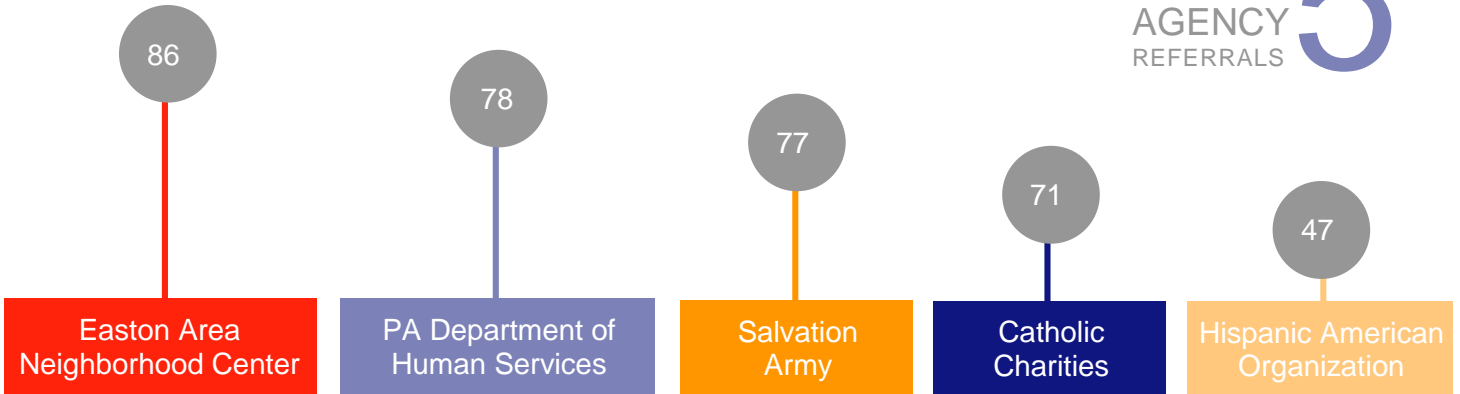 AGENCY
REFERRALS
86
78
77
71
47
Easton Area
Neighborhood Center
PA Department of
Human Services
Salvation
Army
Catholic
Charities
Hispanic American
Organization